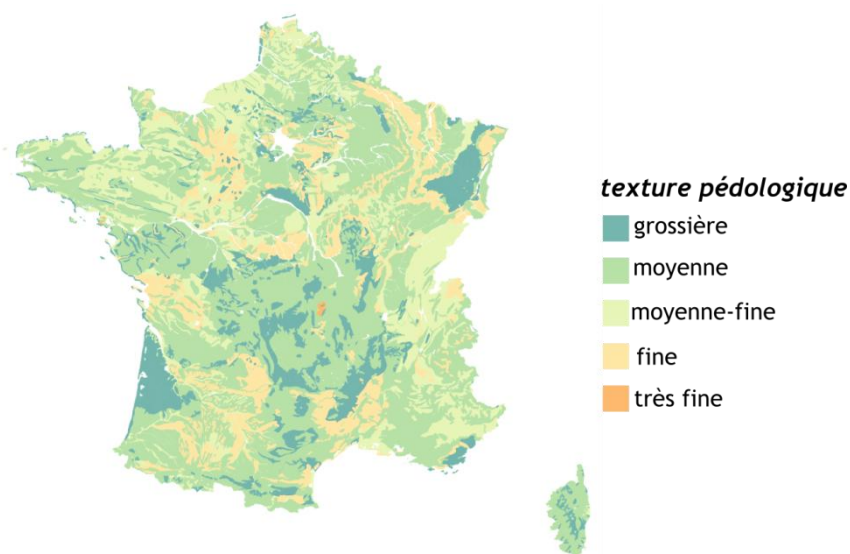 texture pédologique
grossière
moyenne
moyenne-fine
fine
très fine